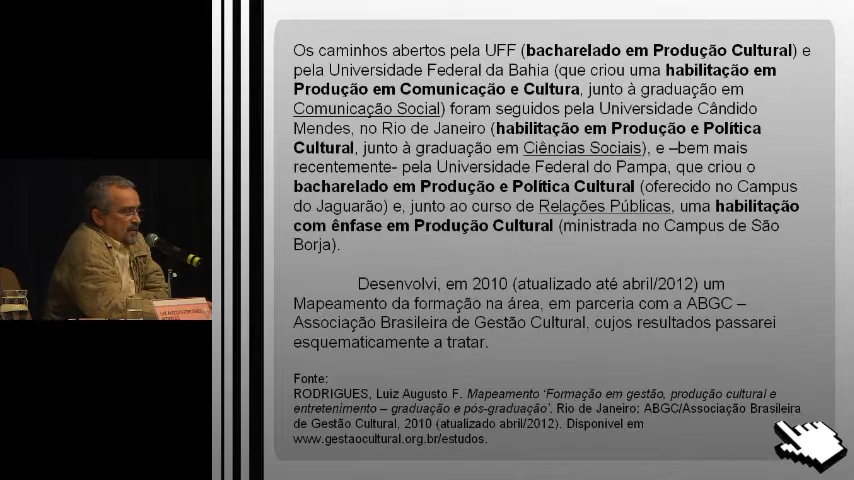 Os caminhos abertos pela UFF (bacharelado em Produção Cultural) e
pela Universidade Federal da Bahia (que criou uma habilitação em
Produção em Comunicação e Cultura, junto à graduação em
Comunicação Social) foram seguidos pela Universidade Cândido
Mendes, no Rio de Janeiro (habilitação em Produção e Política
Cultural, junto à graduação em Ciências Sociais), e –bem mais
recentemente- pela Universidade Federal do Pampa, que criou o
bacharelado em Produção e Política Cultural (oferecido no Campus
do Jaguarão) e, junto ao curso de Relações Públicas, uma habilitação
com ênfase em Produção Cultural (ministrada no Campus de São
Borja).
Desenvolvi, em 2010 (atualizado até abril/2012) um
Mapeamento da formação na área, em parceria com a ABGC –
Associação Brasileira de Gestão Cultural, cujos resultados passarei
esquematicamente a tratar.
Fonte:
RODRIGUES, Luiz Augusto F. Mapeamento ‘Formação em gestão, produção cultural e
entretenimento – graduação e pós-graduação’. Rio de Janeiro: ABGC/Associação Brasileira
de Gestão Cultural, 2010 (atualizado abril/2012). Disponível em
www.gestaocultural.org.br/estudos.